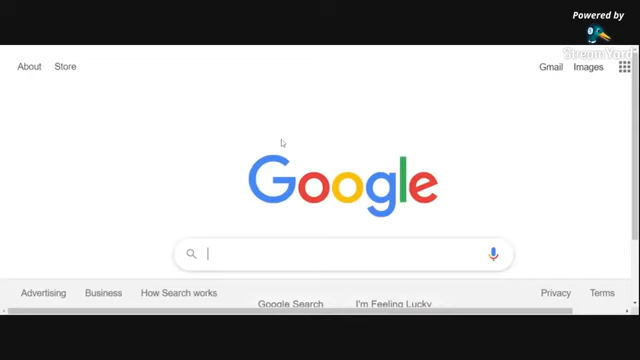 Powered by
StreamYard
About Store Gmail Images
Google
Advertising Business How Search works Privacy Terms
Google Search I'm Feeling Lucky